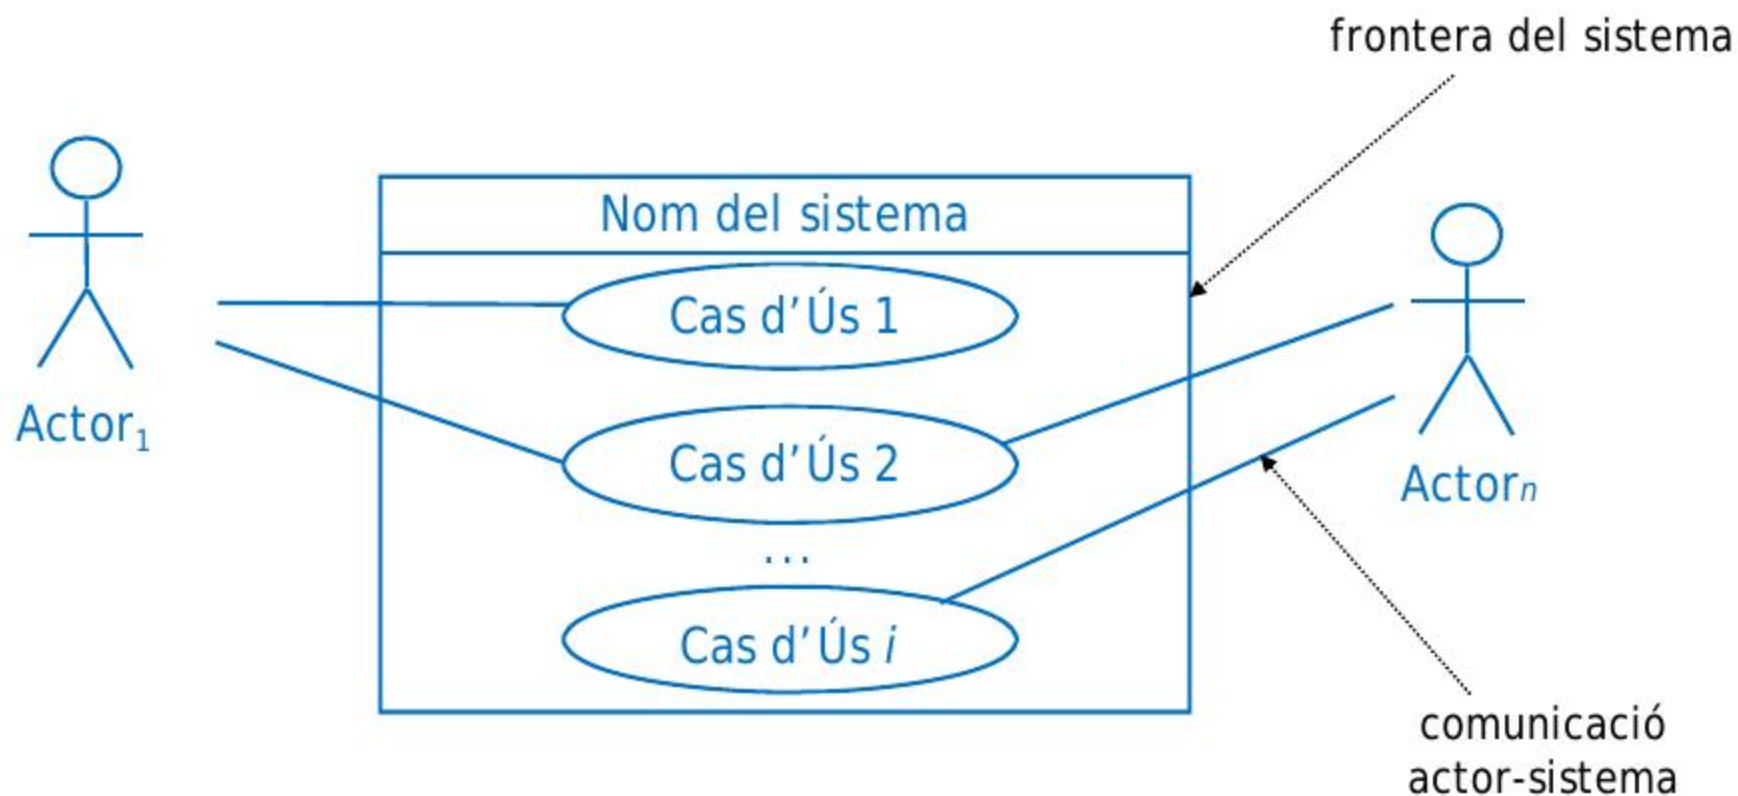 frontera del sistema
Nom del sistema
Cas d’Ús 1
Actor₁
Cas d’Ús 2
Actorn
...
Cas d’Ús i
comunicació
actor-sistema